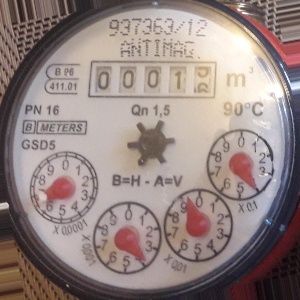 937363/12
ANTIMAG.
B 96
411.01
0001
m³
PN 16
Qn 1,5
90°C
B METERS
GSD5
B=H - A=V
X 0.0001
X 0.001
X 0.01
X 0.1